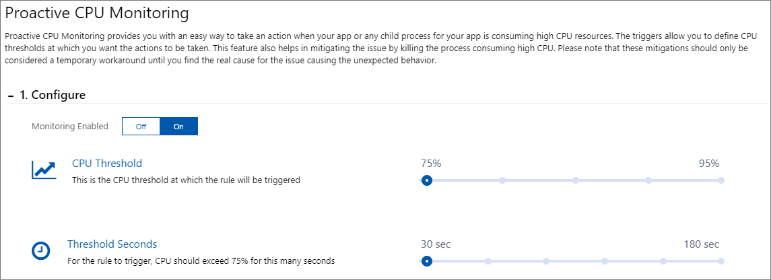 Proactive CPU Monitoring
Proactive CPU Monitoring provides you with an easy way to take an action when your app or any child process for your app is consuming high CPU resources. The triggers allow you to define CPU
thresholds at which you want the actions to be taken. This feature also helps in mitigating the issue by killing the process consuming high CPU. Please note that these mitigations should only be
considered a temporary workaround until you find the real cause for the issue causing the unexpected behavior.
– 1. Configure
Monitoring Enabled Off On
CPU Threshold 75% 95%
This is the CPU threshold at which the rule will be triggered
Threshold Seconds 30 sec 180 sec
For the rule to trigger, CPU should exceed 75% for this many seconds